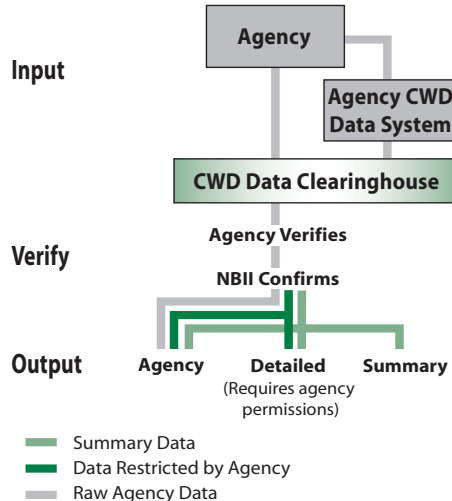 Agency
Input
Agency CWD
Data System
CWD Data Clearinghouse
Agency Verifies
Verify
NBII Confirms
Output
Agency
Detailed
Summary
(Requires agency
permissions)
Summary Data
Data Restricted by Agency
Raw Agency Data